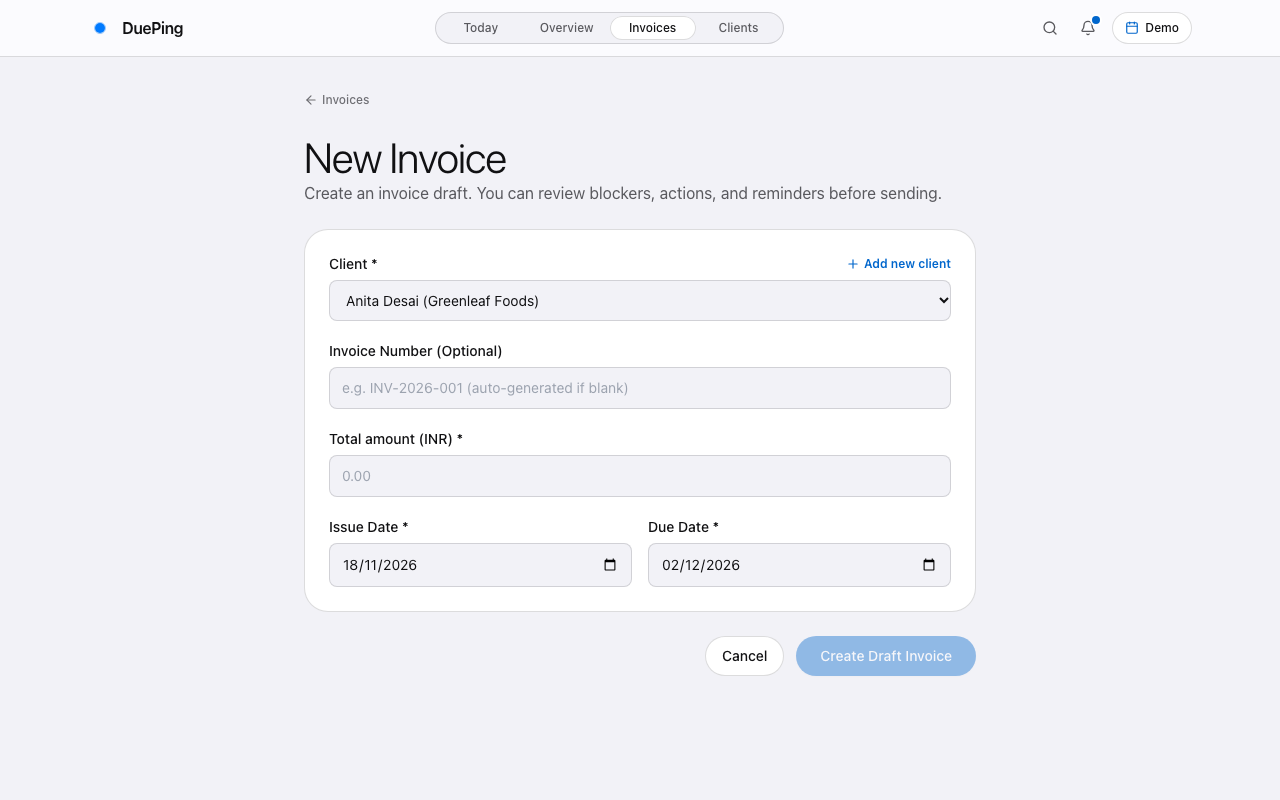 DuePing
Today
Overview
Invoices
Clients
Demo
Invoices
New Invoice
Create an invoice draft. You can review blockers, actions, and reminders before sending.
Client *
Add new client
Anita Desai (Greenleaf Foods)
Invoice Number (Optional)
e.g. INV-2026-001 (auto-generated if blank)
Total amount (INR) *
0.00
Issue Date *
Due Date *
18/11/2026
02/12/2026
Cancel
Create Draft Invoice